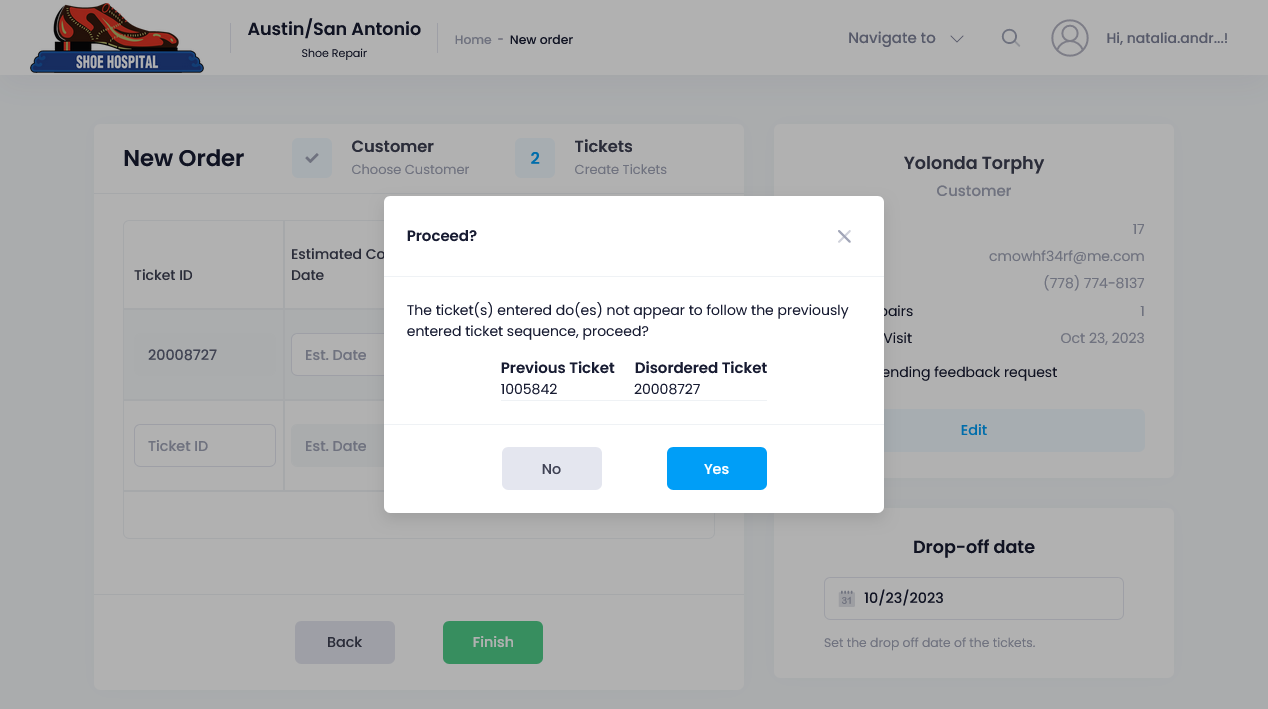 SHOE HOSPITAL
Austin/San Antonio
Shoe Repair
Home - New order
Navigate to
Hi, natalia.andr...!
New Order
Customer
Choose Customer
2
Tickets
Create Tickets
Ticket ID
Estimated Co
Date
20008727
Est. Date
Ticket ID
Est. Date
Back
Finish
Proceed?
The ticket(s) entered do(es) not appear to follow the previously
entered ticket sequence, proceed?
Previous Ticket Disordered Ticket
1005842 20008727
No
Yes
Yolonda Torphy
Customer
17
cmowhf34rf@me.com
(778) 774-8137
pairs 1
Visit Oct 23, 2023
ending feedback request
Edit
Drop-off date
31
10/23/2023
Set the drop off date of the tickets.